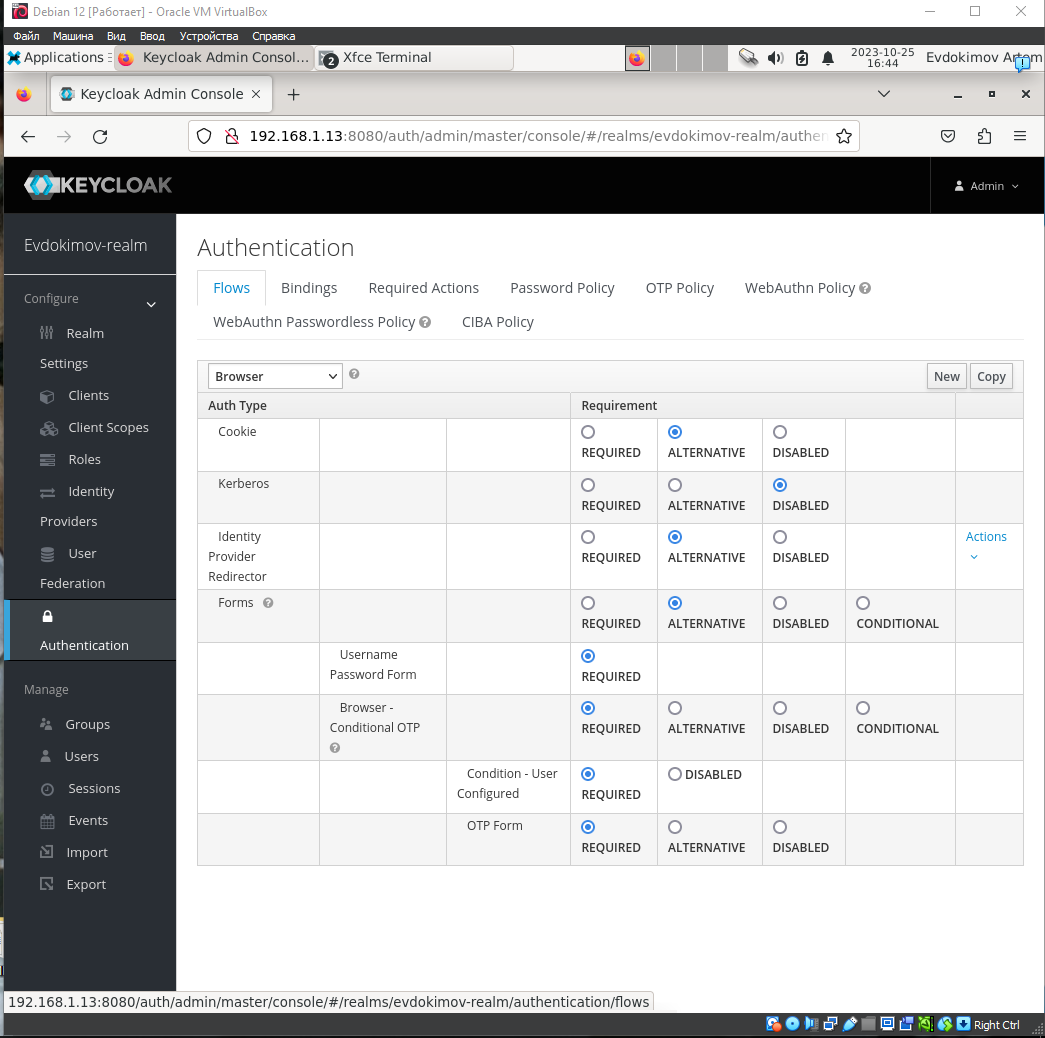 Debian 12 [Работает] - Oracle VM VirtualBox
Файл Машина Вид Ввод Устройства Справка
Applications Keycloak Admin Consol... 2 Xfce Terminal 2023-10-25 16:44 Evdokimov Artem
Keycloak Admin Console
192.168.1.13:8080/auth/admin/master/console/#/realms/evdokimov-realm/authen
KEYCLOAK Admin
Evdokimov-realm
Configure
Realm
Settings
Clients
Client Scopes
Roles
Identity
Providers
User
Federation
Authentication
Manage
Groups
Users
Sessions
Events
Import
Export
Authentication
Flows Bindings Required Actions Password Policy OTP Policy WebAuthn Policy
WebAuthn Passwordless Policy CIBA Policy
Browser New Copy
Auth Type Requirement
Cookie
REQUIRED ALTERNATIVE DISABLED
Kerberos
REQUIRED ALTERNATIVE DISABLED
Identity Actions
Provider REQUIRED ALTERNATIVE DISABLED
Redirector
Forms
REQUIRED ALTERNATIVE DISABLED CONDITIONAL
Username
Password Form REQUIRED
Browser -
Conditional OTP REQUIRED ALTERNATIVE DISABLED CONDITIONAL
Condition - User DISABLED
Configured REQUIRED
OTP Form
REQUIRED ALTERNATIVE DISABLED
192.168.1.13:8080/auth/admin/master/console/#/realms/evdokimov-realm/authentication/flows
Right Ctrl